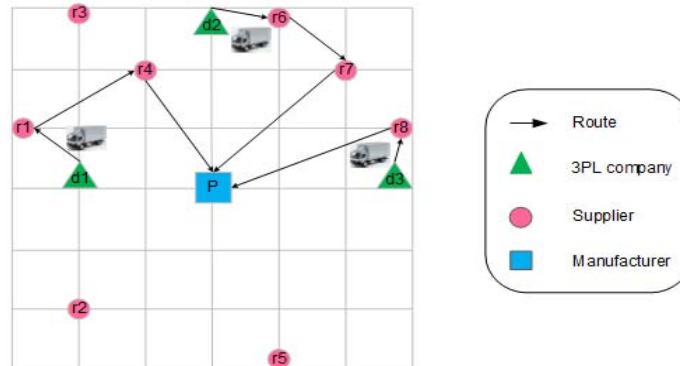 r3
d2
r6
r4
r7
r1
r8
d1
P
d3
r2
r5
Route
3PL company
Supplier
Manufacturer